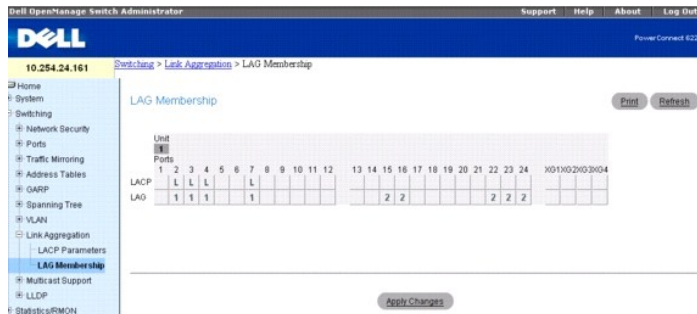 Dell OpenManage Switch Administrator Support Help About Log Out
DELL
PowerConnect 622
10.254.24.161
Switching > Link Aggregation > LAG Membership
Home
System
Switching
Network Security
Ports
Traffic Mirroring
Address Tables
GARP
Spanning Tree
VLAN
Link Aggregation
LACP Parameters
LAG Membership
Multicast Support
LLDP
Statistics/RMON
LAG Membership
Print Refresh
Unit
1
Ports
1 2 3 4 5 6 7 8 9 10 11 12 13 14 15 16 17 18 19 20 21 22 23 24 XG1 XG2 XG3 XG4
LACP L L L L
LAG 1 1 1 1 2 2 2 2 2
Apply Changes